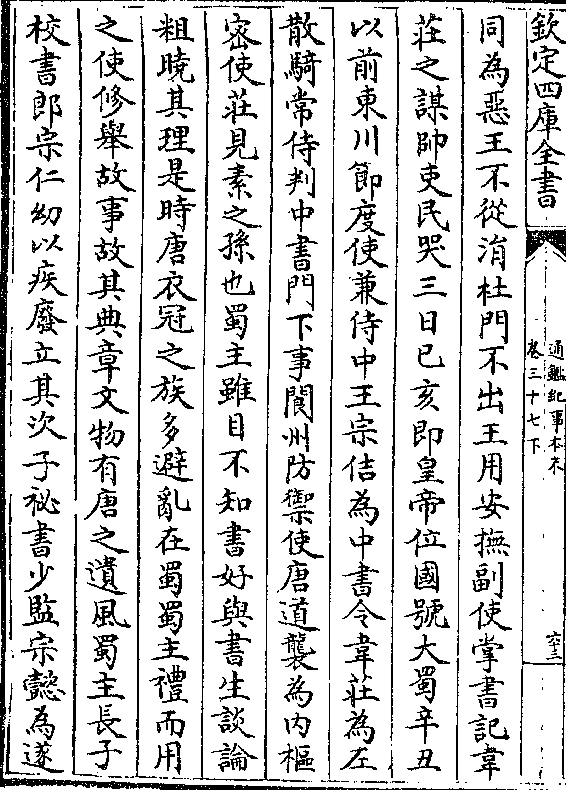 欽定四庫全書
通鑑紀事本末
卷三十七下
六三
同為惡王不從涓杜門不出王用安撫副使掌書記韋
莊之謀帥吏民哭三日己亥即皇帝位國號大蜀辛丑
以前東川節度使兼侍中王宗佶為中書令韋莊為左
散騎常侍判中書門下事閬州防禦使唐道襲為内樞
密使莊見素之孫也蜀主雖目不知書好與書生談論
粗曉其理是時唐衣冠之族多避亂在蜀蜀主禮而用
之使修舉故事故其典章文物有唐之遺風蜀主長子
校書郎宗仁幼以疾廢立其次子祕書少監宗懿為遂